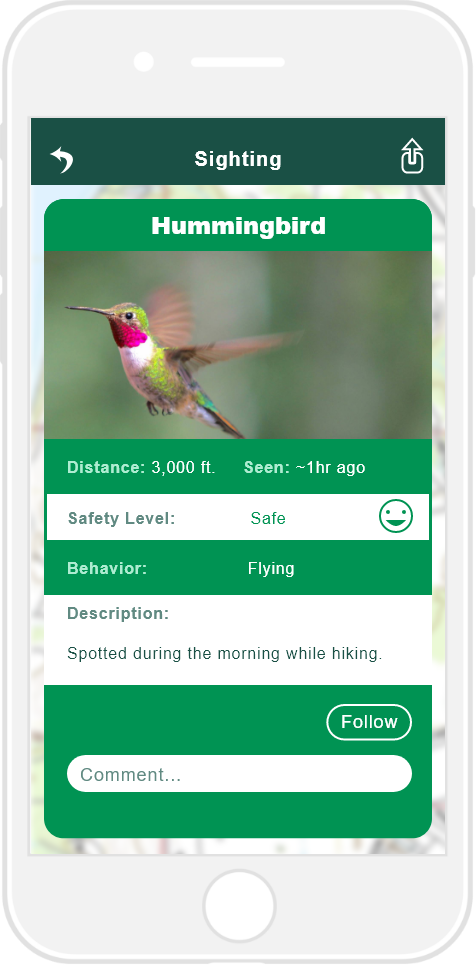 Sighting
Hummingbird
Distance: 3,000 ft. Seen: ~1hr ago
Safety Level: Safe
Behavior: Flying
Description:
Spotted during the morning while hiking.
Follow
Comment...